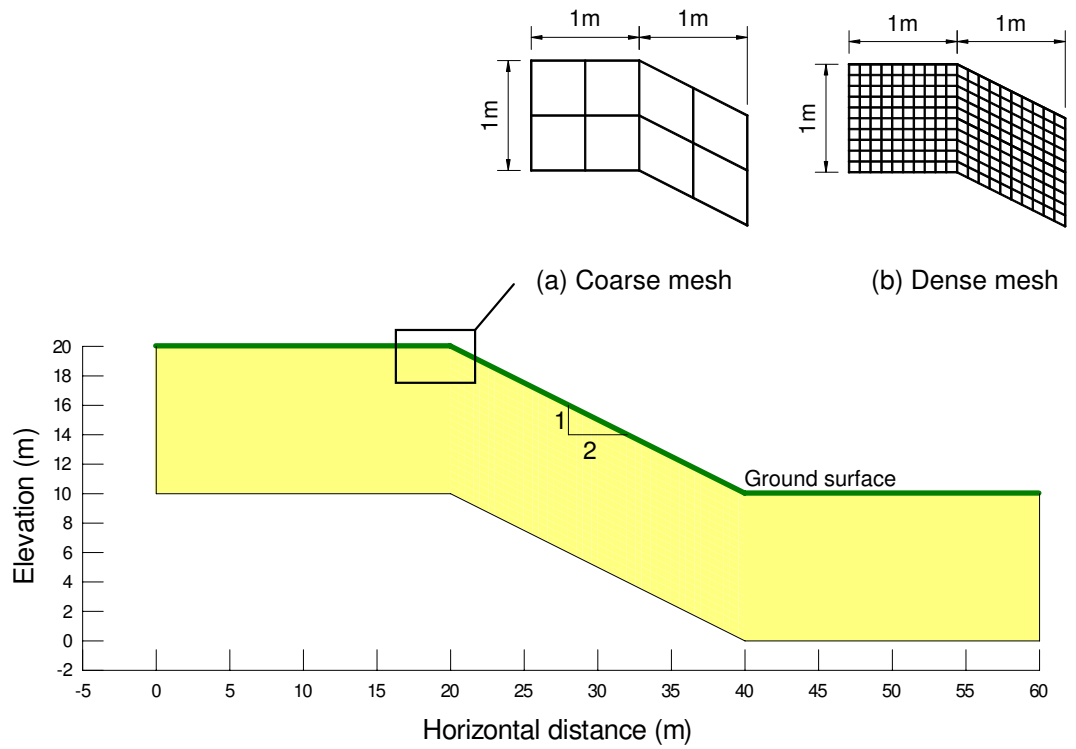 1m 1m
1m
(a) Coarse mesh
1m 1m
1m
(b) Dense mesh
20
18
16
14
12
10
8
6
4
2
0
-2
Elevation (m)
1
2
Ground surface
-5 0 5 10 15 20 25 30 35 40 45 50 55 60
Horizontal distance (m)